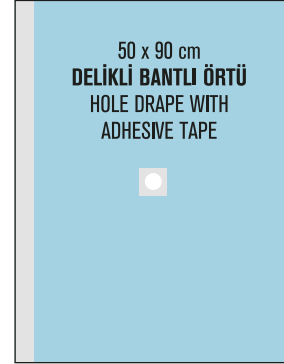 50 x 90 cm
DELİKLİ BANTLI ÖRTÜ
HOLE DRAPE WITH
ADHESIVE TAPE